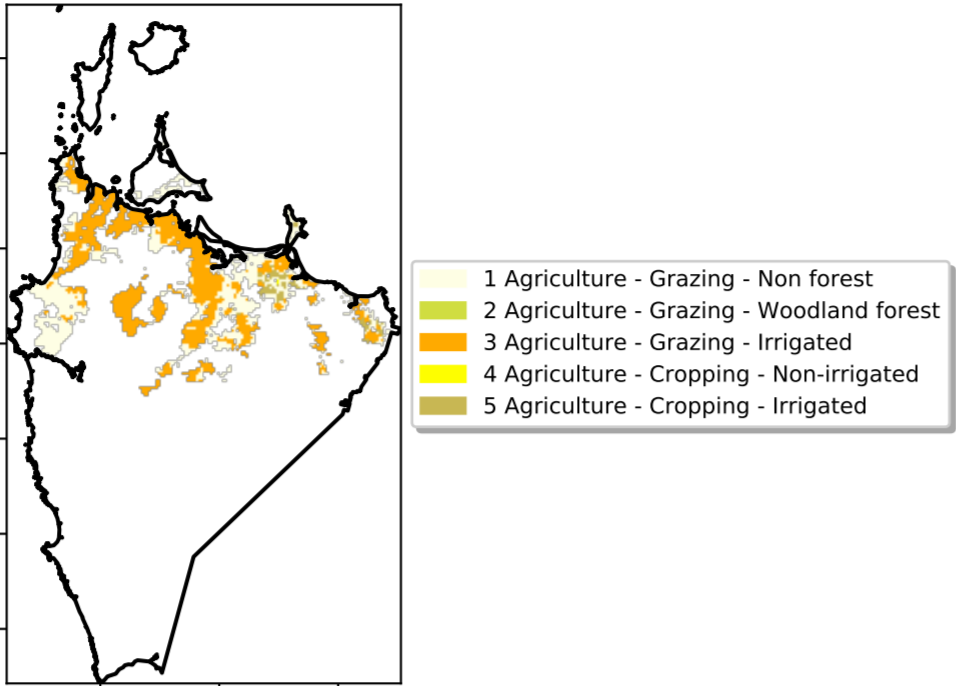 1 Agriculture - Grazing - Non forest
2 Agriculture - Grazing - Woodland forest
3 Agriculture - Grazing - Irrigated
4 Agriculture - Cropping - Non-irrigated
5 Agriculture - Cropping - Irrigated